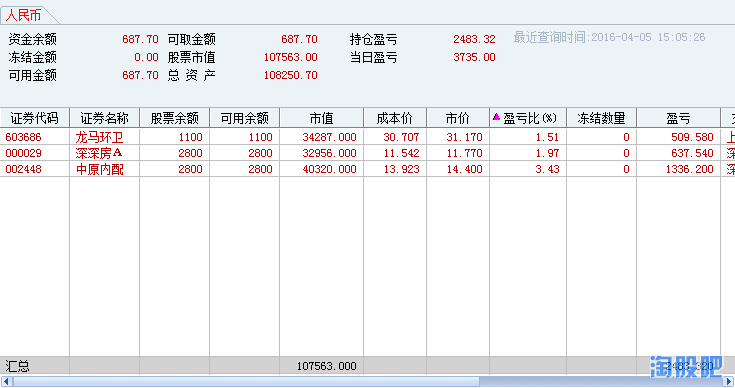 人民币
资金余额 687.70 可取金额 687.70 持仓盈亏 2483.32 最近查询时间:2016-04-05 15:05:26
冻结金额 0.00 股票市值 107563.00 当日盈亏 3735.00
可用金额 687.70 总 资 产 108250.70
证券代码 证券名称 股票余额 可用余额 市值 成本价 市价 ▲盈亏比(%) 冻结数量 盈亏
603686 龙马环卫 1100 1100 34287.000 30.707 31.170 1.51 0 509.580 上
000029 深深房A 2800 2800 32956.000 11.542 11.770 1.97 0 637.540 深
002448 中原内配 2800 2800 40320.000 13.923 14.400 3.43 0 1336.200 深
汇总 107563.000 2483.320
淘股吧